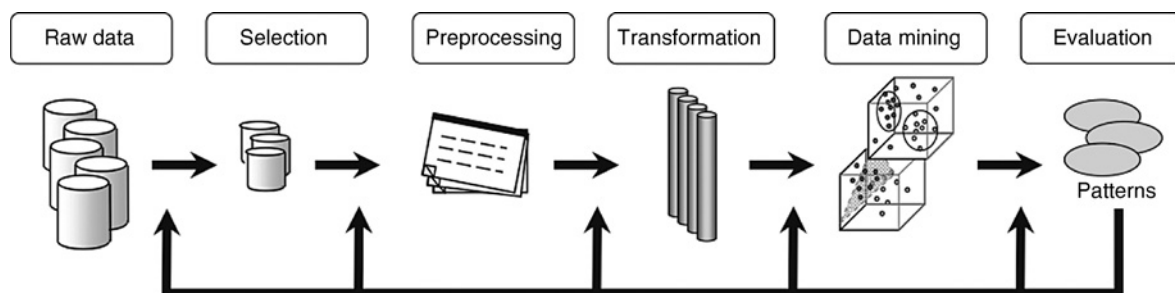 Raw data
Selection
Preprocessing
Transformation
Data mining
Evaluation
Patterns